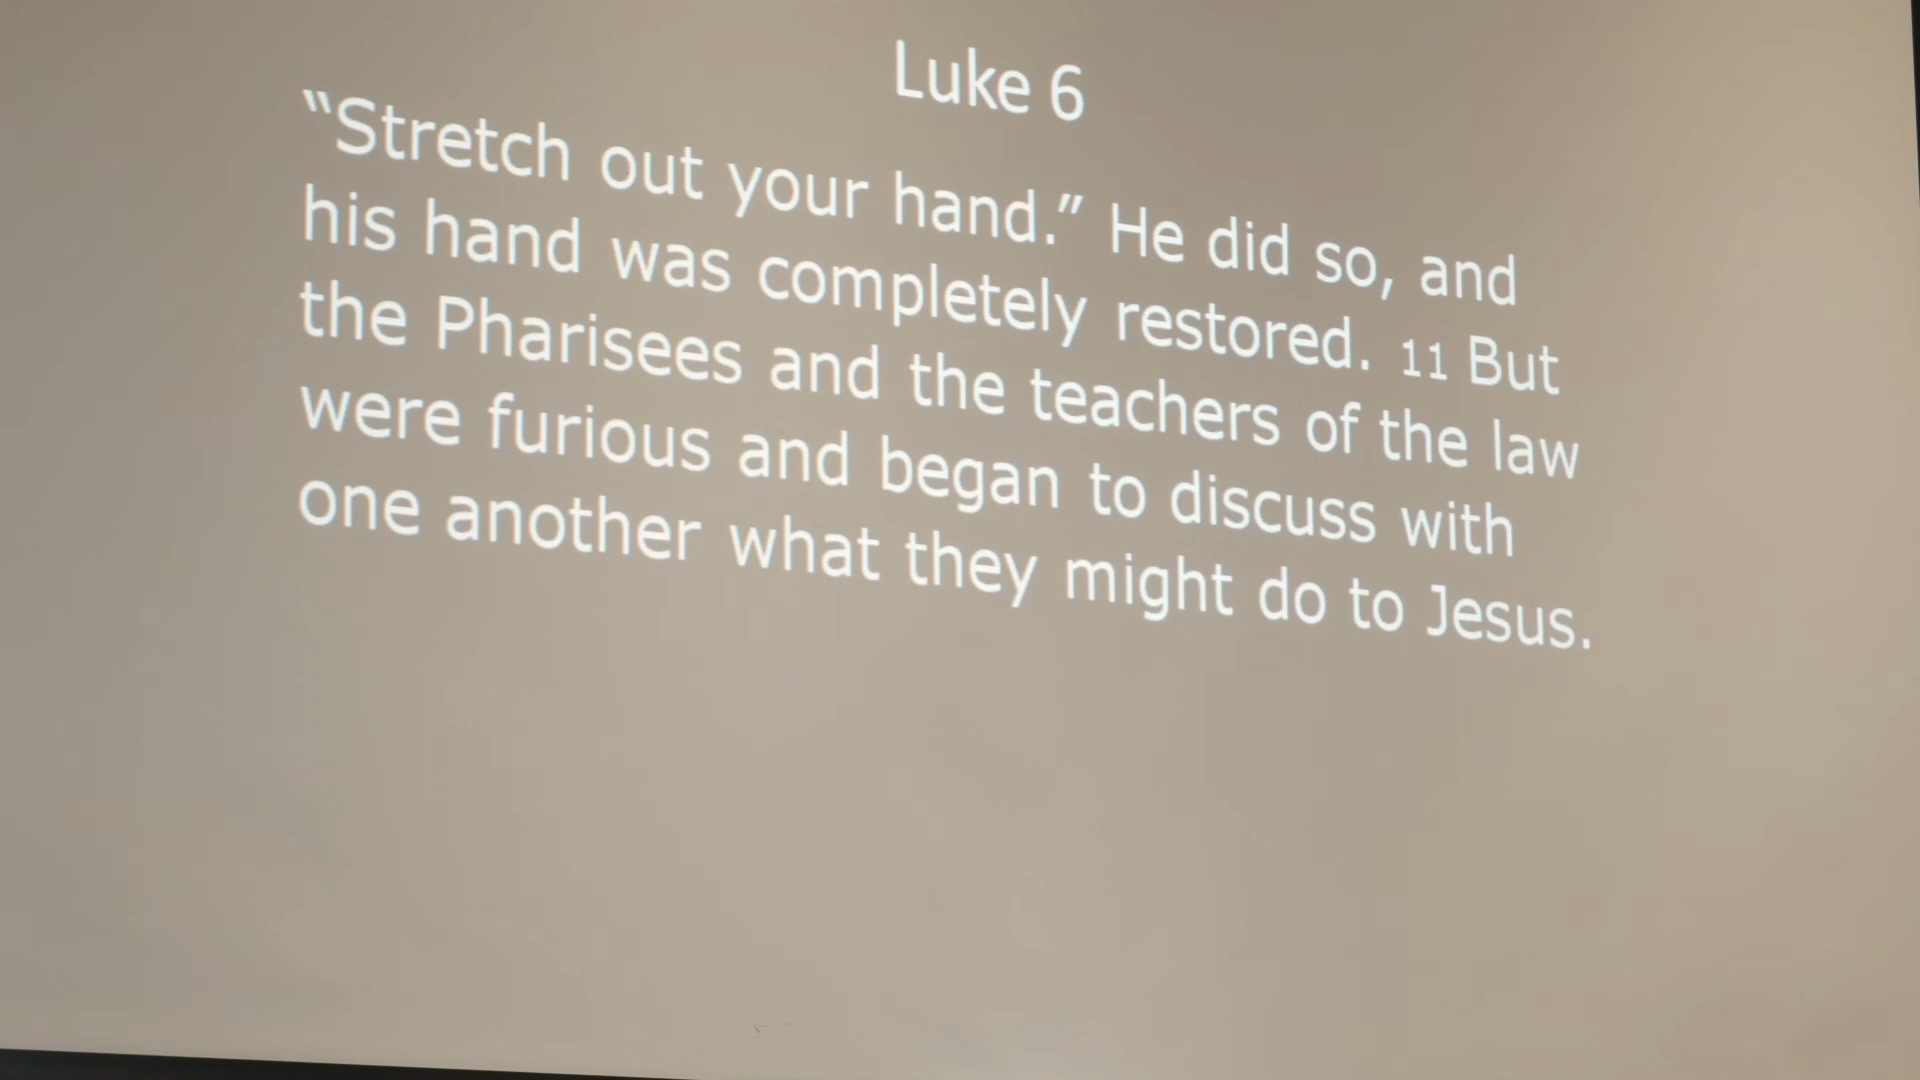 Luke 6
“Stretch out your hand.” He did so, and
his hand was completely restored. 11 But
the Pharisees and the teachers of the law
were furious and began to discuss with
one another what they might do to Jesus.